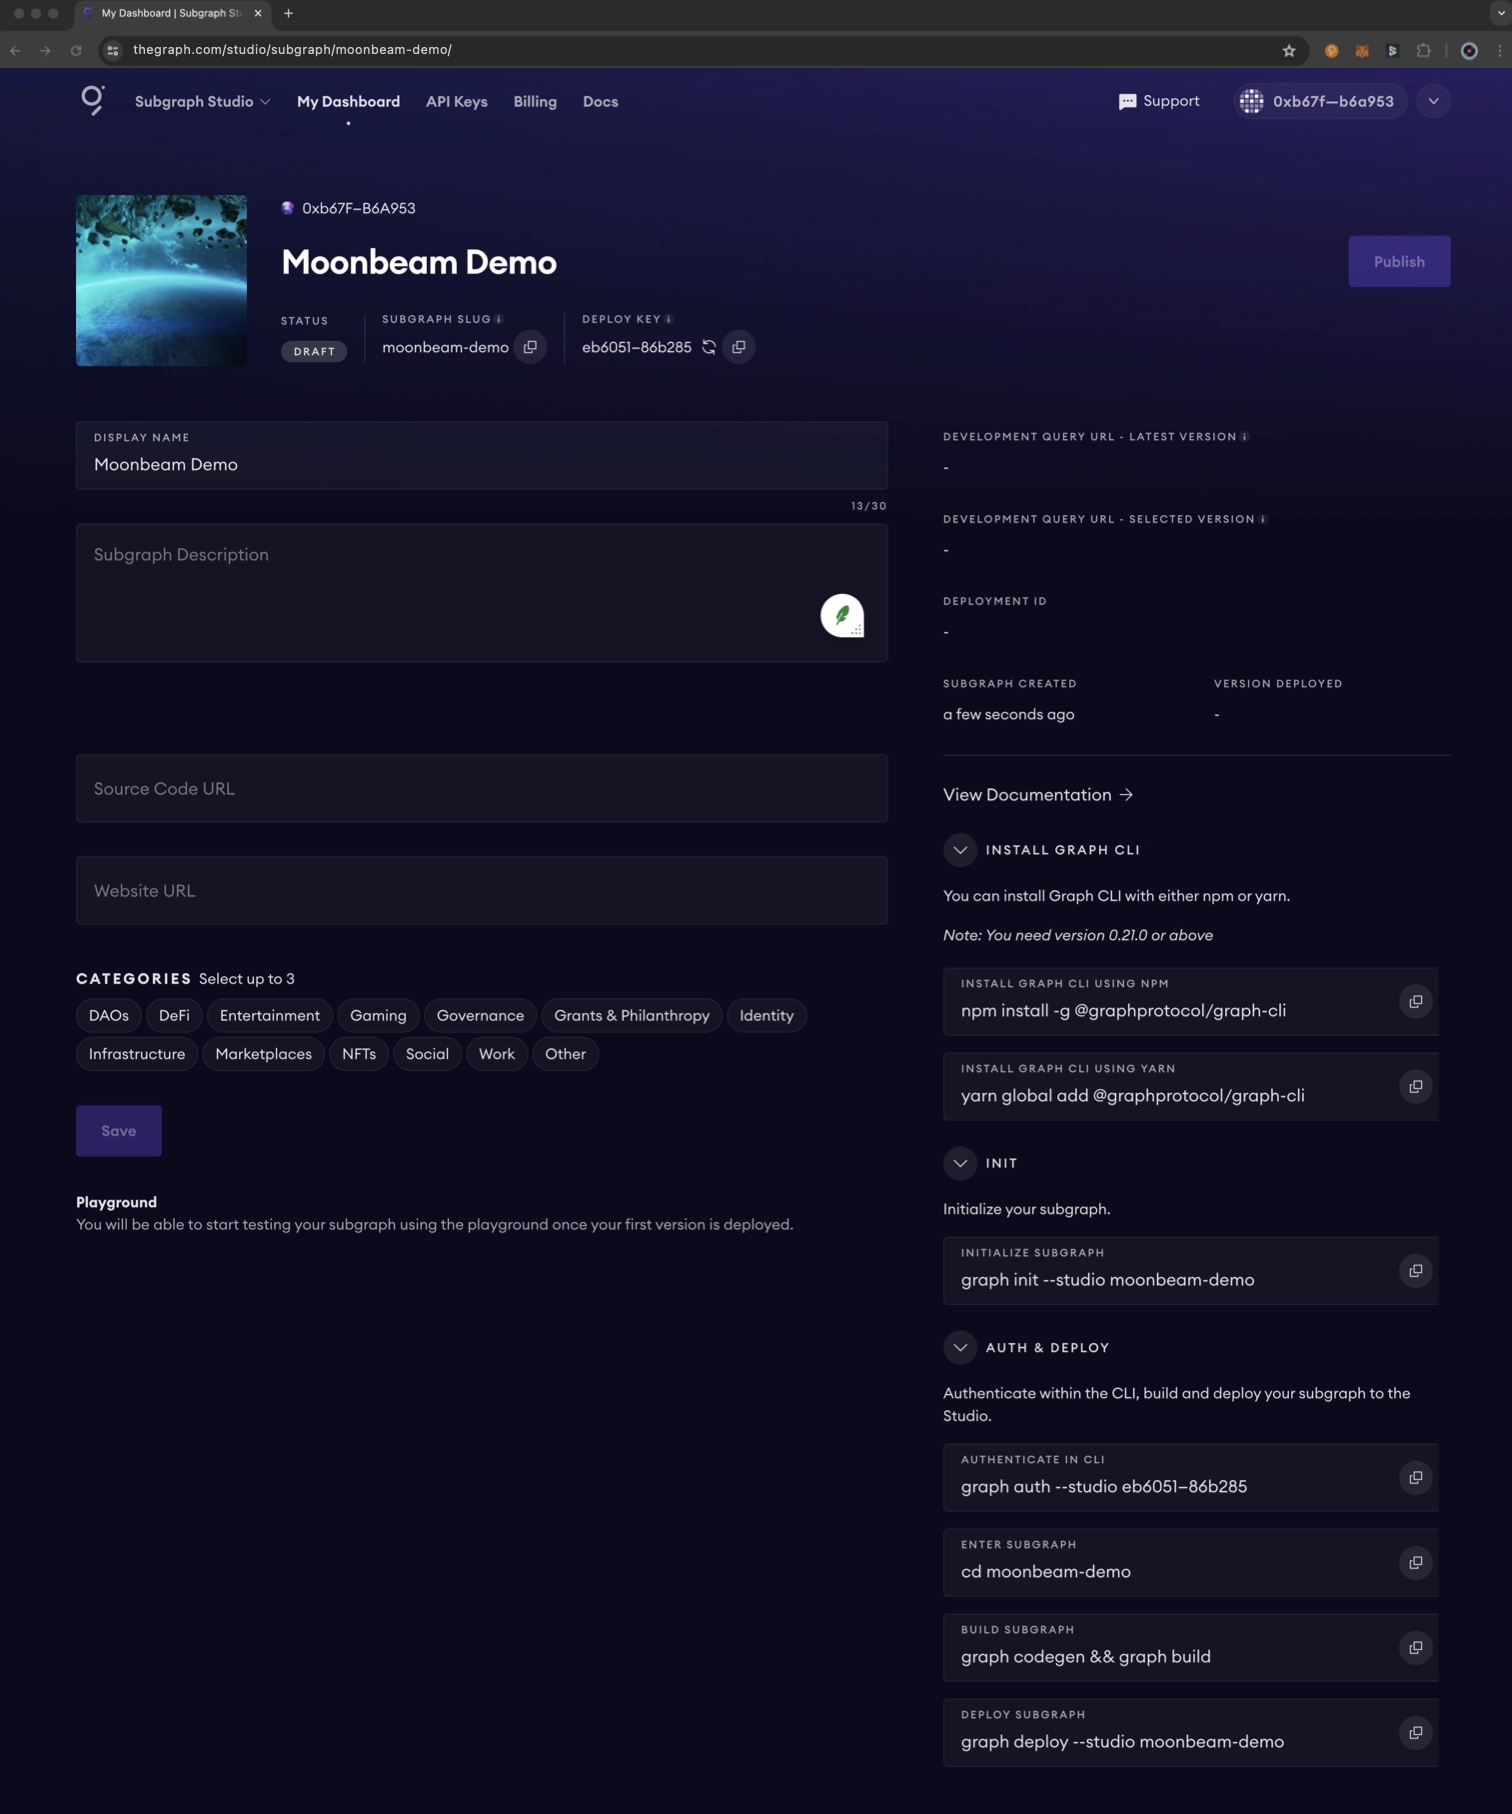 My Dashboard | Subgraph Stu
thegraph.com/studio/subgraph/moonbeam-demo/
Subgraph Studio
My Dashboard
API Keys
Billing
Docs
Support
0xb67f—b6a953
0xb67F—B6A953
Moonbeam Demo
Publish
STATUS
DRAFT
SUBGRAPH SLUG
moonbeam-demo
DEPLOY KEY
eb6051—86b285
DISPLAY NAME
Moonbeam Demo
13/30
Subgraph Description
Source Code URL
Website URL
CATEGORIES Select up to 3
DAOs DeFi Entertainment Gaming Governance Grants & Philanthropy Identity
Infrastructure Marketplaces NFTs Social Work Other
Save
Playground
You will be able to start testing your subgraph using the playground once your first version is deployed.
DEVELOPMENT QUERY URL - LATEST VERSION
-
DEVELOPMENT QUERY URL - SELECTED VERSION
-
DEPLOYMENT ID
-
SUBGRAPH CREATED
a few seconds ago
VERSION DEPLOYED
-
View Documentation →
INSTALL GRAPH CLI
You can install Graph CLI with either npm or yarn.
Note: You need version 0.21.0 or above
INSTALL GRAPH CLI USING NPM
npm install -g @graphprotocol/graph-cli
INSTALL GRAPH CLI USING YARN
yarn global add @graphprotocol/graph-cli
INIT
Initialize your subgraph.
INITIALIZE SUBGRAPH
graph init --studio moonbeam-demo
AUTH & DEPLOY
Authenticate within the CLI, build and deploy your subgraph to the
Studio.
AUTHENTICATE IN CLI
graph auth --studio eb6051—86b285
ENTER SUBGRAPH
cd moonbeam-demo
BUILD SUBGRAPH
graph codegen && graph build
DEPLOY SUBGRAPH
graph deploy --studio moonbeam-demo